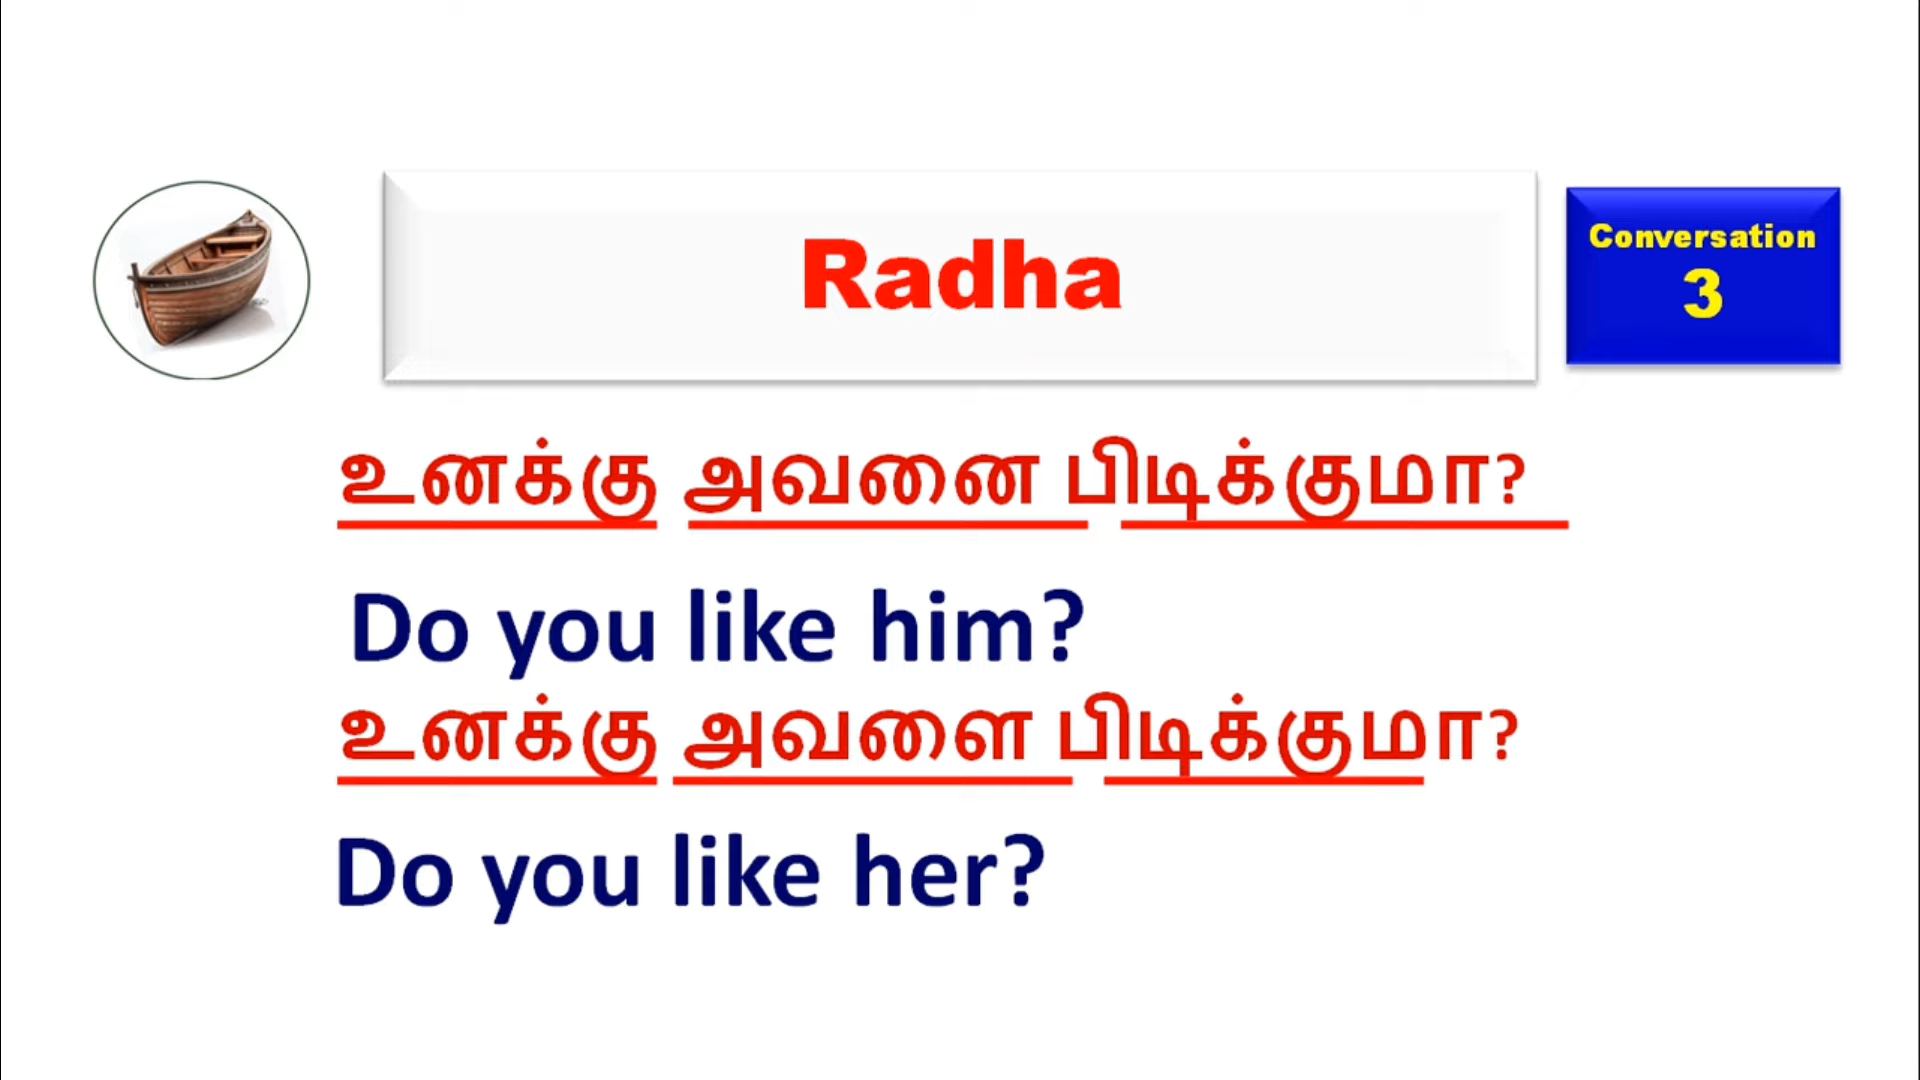 Radha
Conversation
3
உனக்கு அவனை பிடிக்குமா?
Do you like him?
உனக்கு அவளை பிடிக்குமா?
Do you like her?